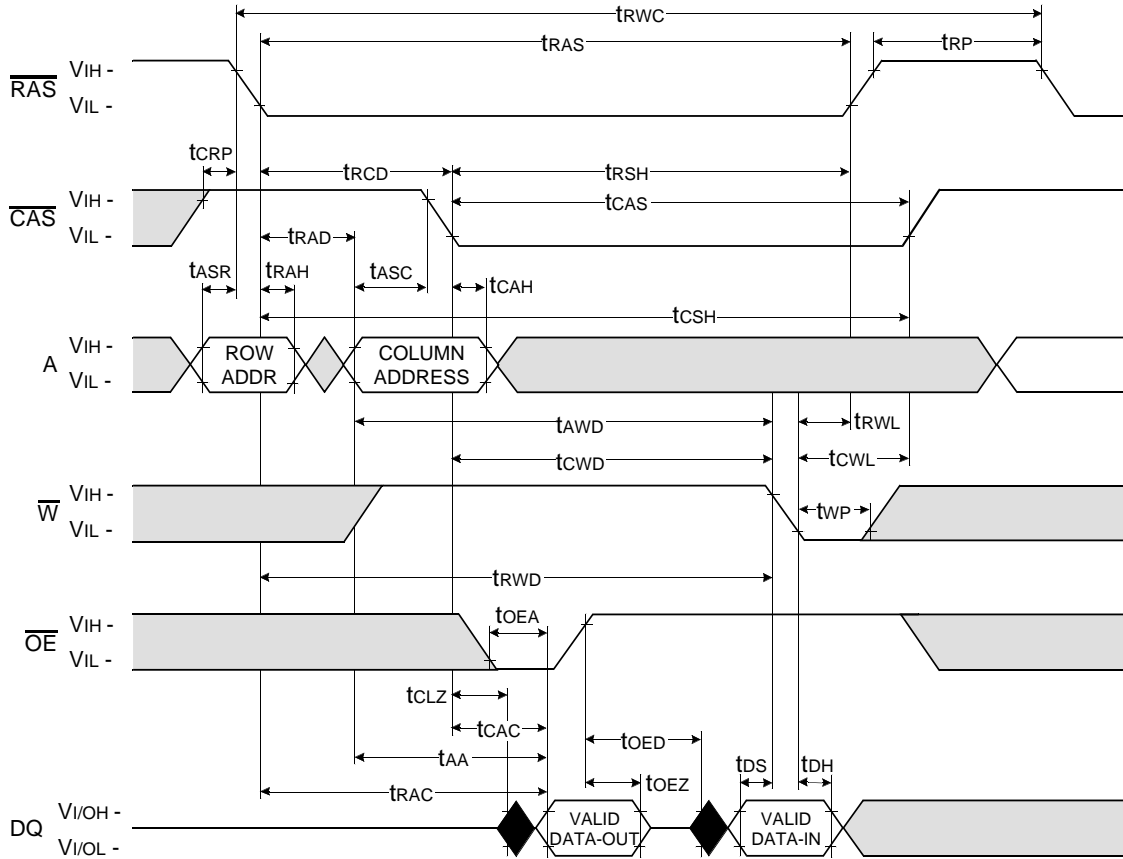 tRWC
tRAS tRP
RAS VIH -
VIL -
tCRP tRCD tRSH
CAS VIH - tCAS
VIL - tRAD
tASR tRAH tASC tCAH
tCSH
A VIH - ROW COLUMN
VIL - ADDR ADDRESS
tAWD tRWL
tCWD tCWL
W VIH -
VIL - tWP
tRWD
OE VIH - tOEA
VIL -
tCLZ
tCAC tOED
tAA tDS tDH
tRAC tOEZ
DQ VI/OH - VALID VALID
VI/OL - DATA-OUT DATA-IN